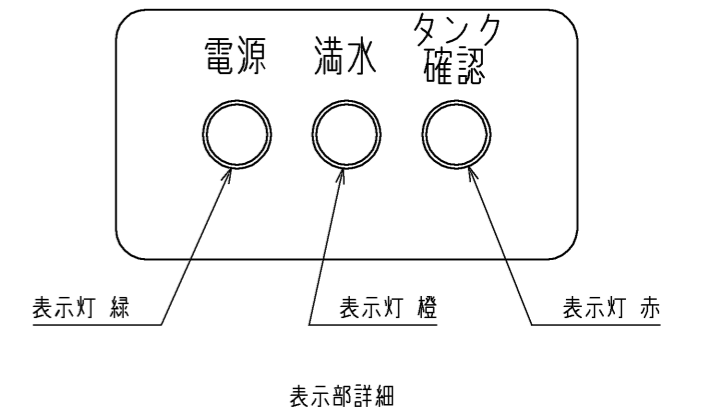 電源
満水
タンク
確認
表示灯 緑
表示灯 橙
表示灯 赤
表示部詳細